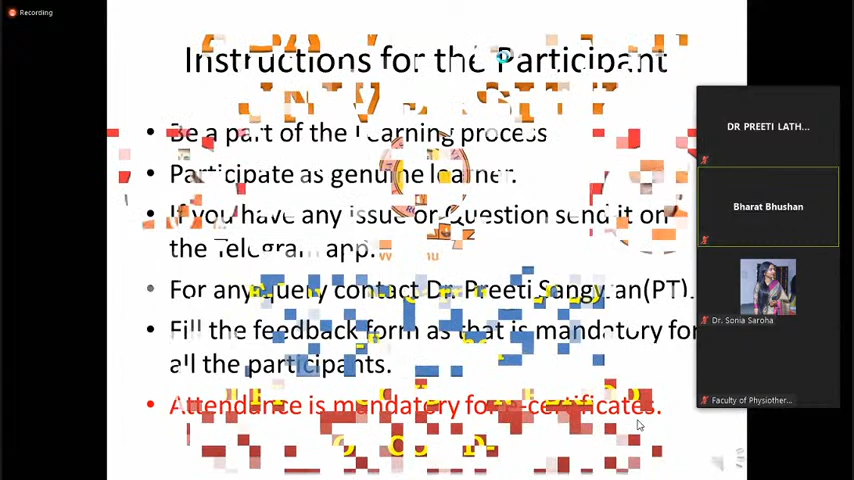 Recording
Instructions for the Participant
• Be a part of the Learning process
• Participate as genuine learner.
• If you have any issue or Question send it on
the Telegram app.
• For any query contact Dr. Preeti Sangwan(PT).
• Fill the feedback form as that is mandatory for
all the participants.
• Attendance is mandatory for e-certificates.
DR PREETI LATH...
Bharat Bhushan
Dr. Sonia Saroha
Faculty of Physiother...